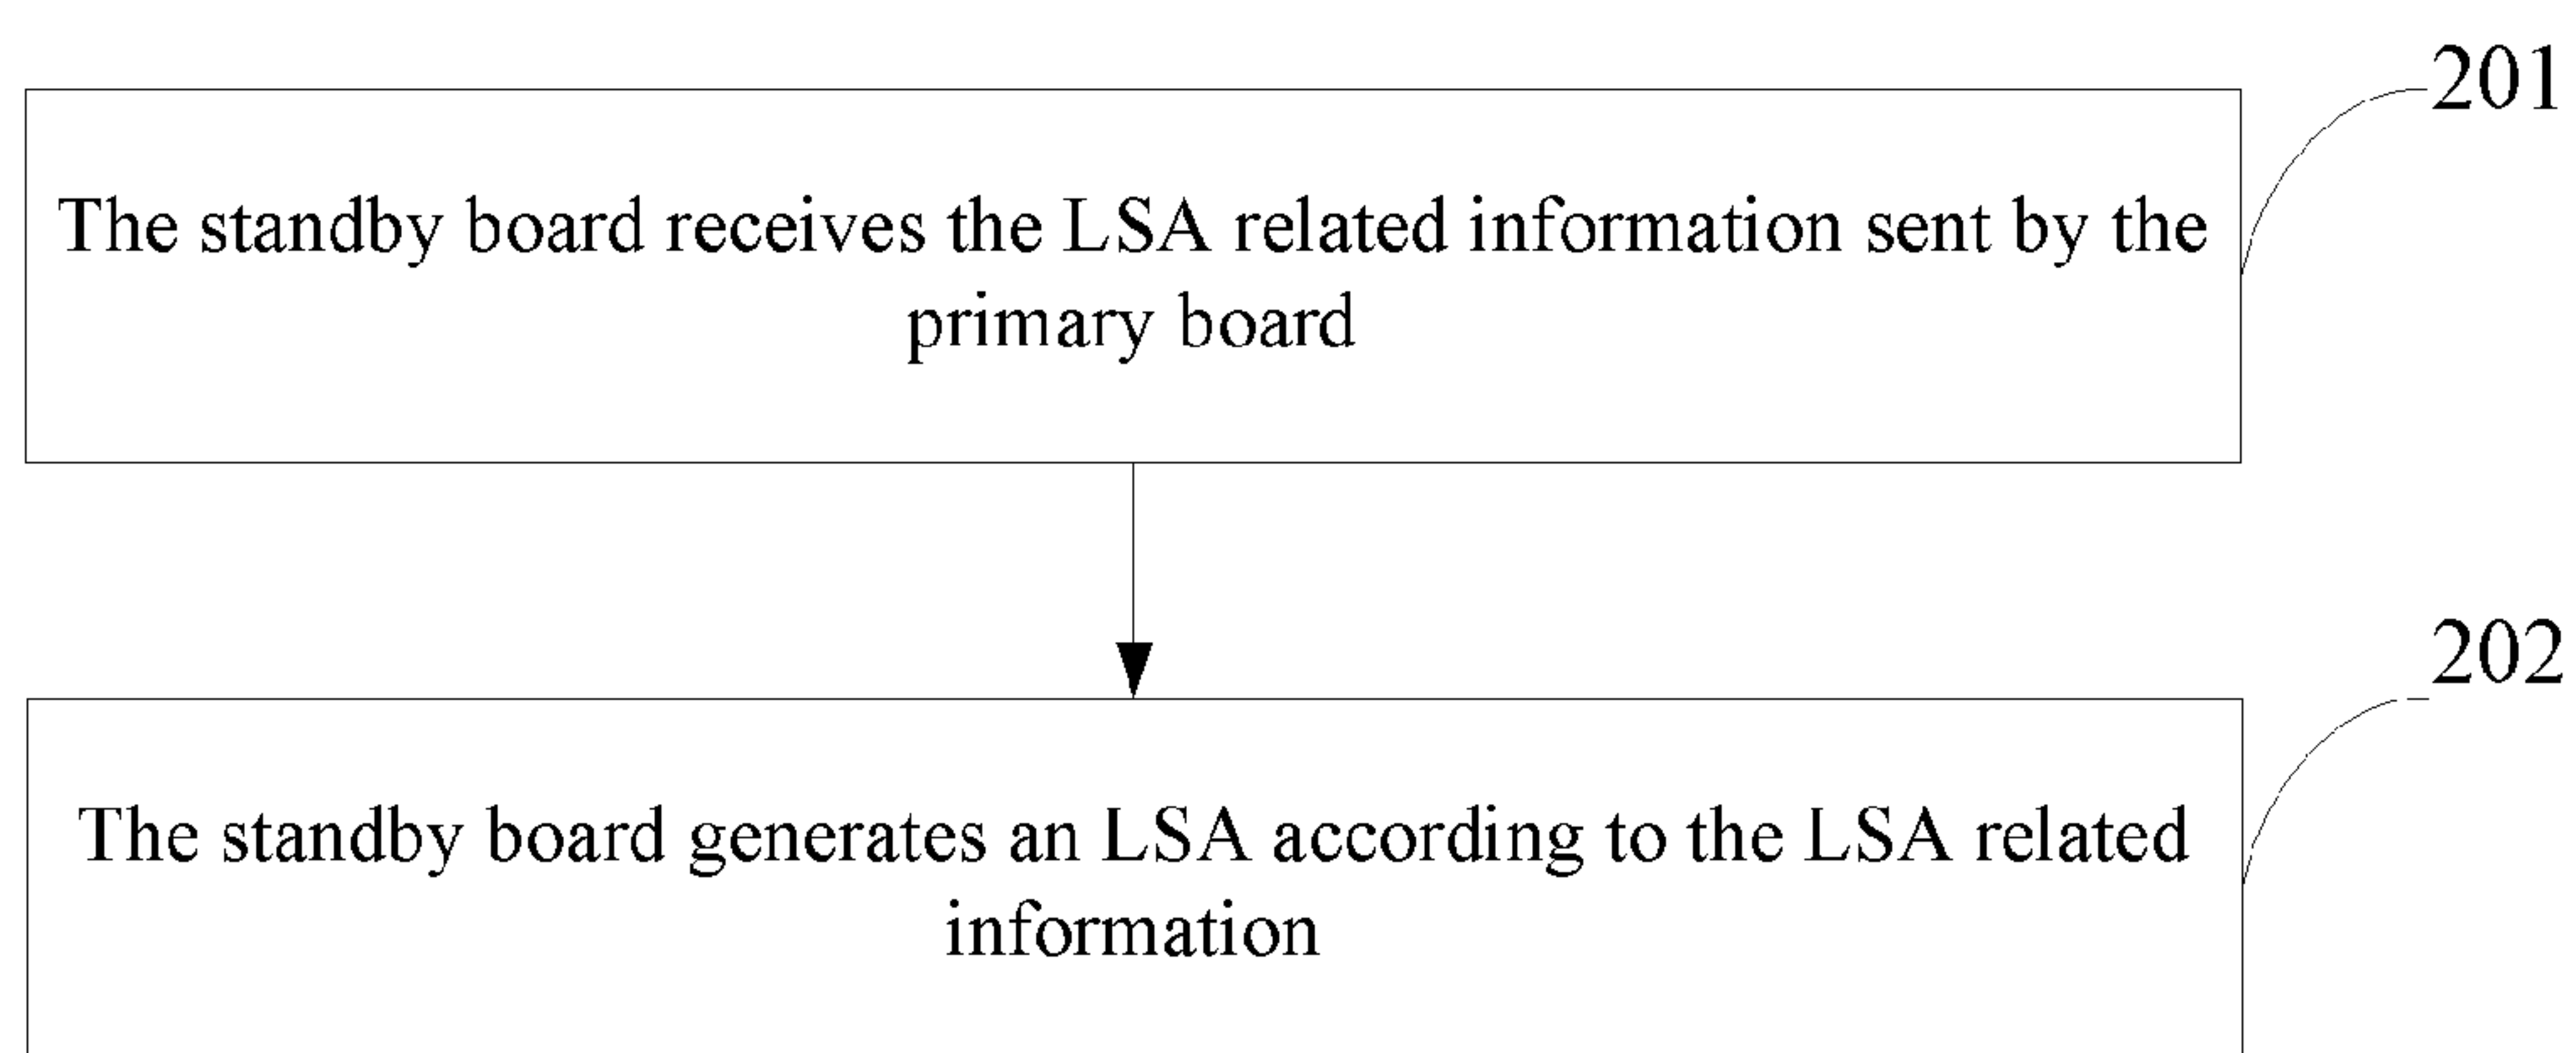 201
The standby board receives the LSA related information sent by the
primary board
202
The standby board generates an LSA according to the LSA related
information